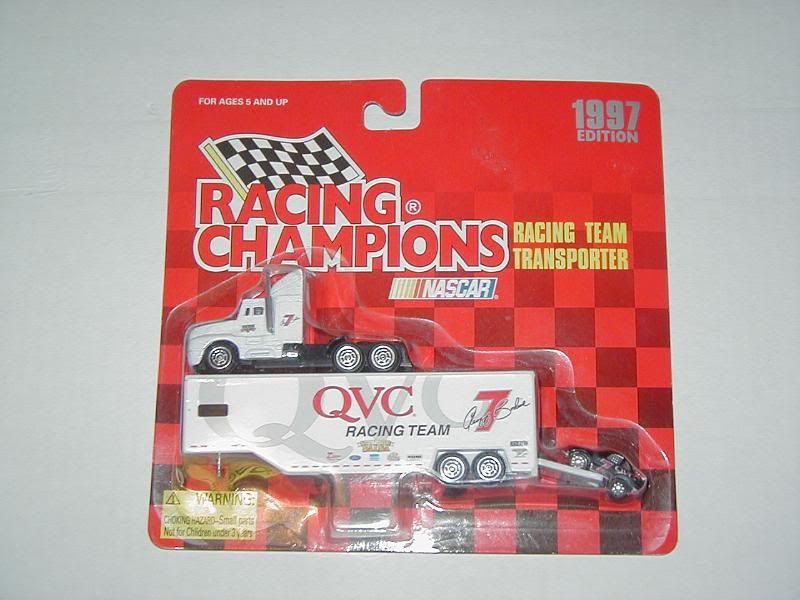 FOR AGES 5 AND UP
1997
EDITION
RACING
CHAMPIONS®
RACING TEAM
TRANSPORTER
NASCAR
7
QVC
RACING TEAM
7
WARNING:
CHOKING HAZARD-Small parts
Not for Children under 3 years